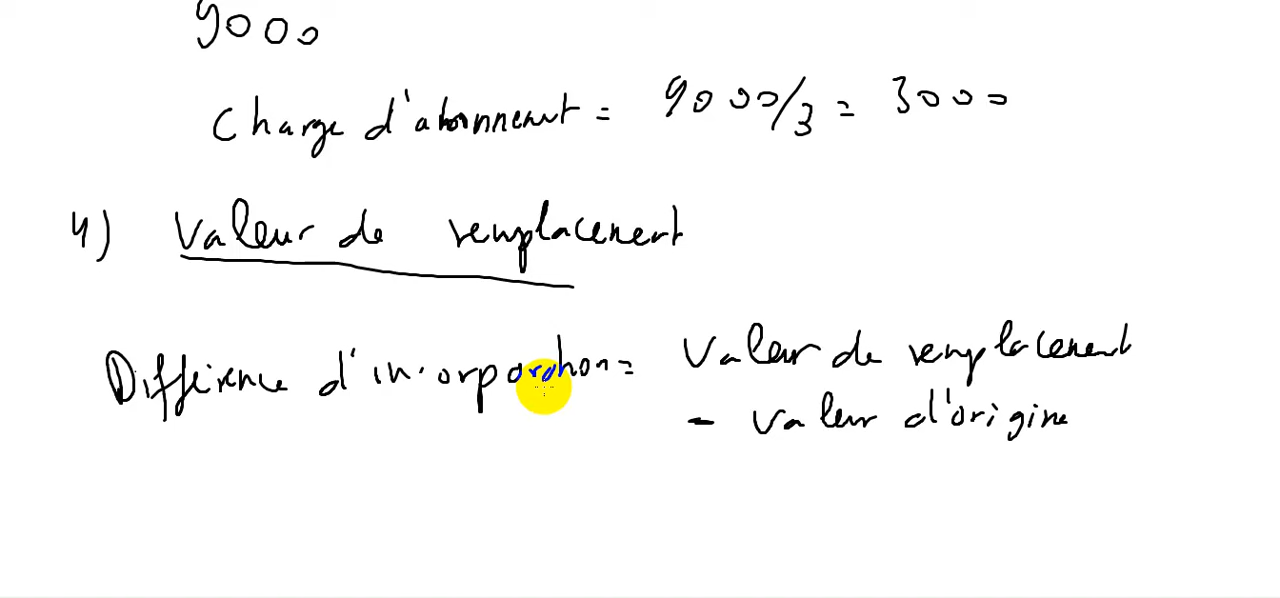 9000
Charge d'abonnement = 9000/3 = 3000
4) Valeur de remplacement
Différence d'incorporation = Valeur de remplacement
- Valeur d'origine